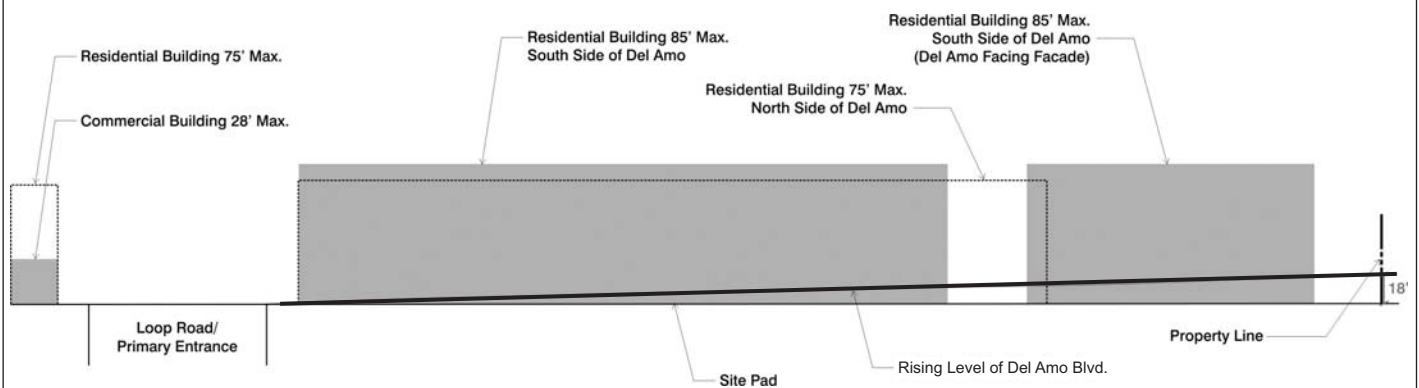 Residential Building 75' Max.
Commercial Building 28' Max.
Residential Building 85' Max.
South Side of Del Amo
Residential Building 75' Max.
North Side of Del Amo
Residential Building 85' Max.
South Side of Del Amo
(Del Amo Facing Facade)
18'
Loop Road/
Primary Entrance
Property Line
Rising Level of Del Amo Blvd.
Site Pad